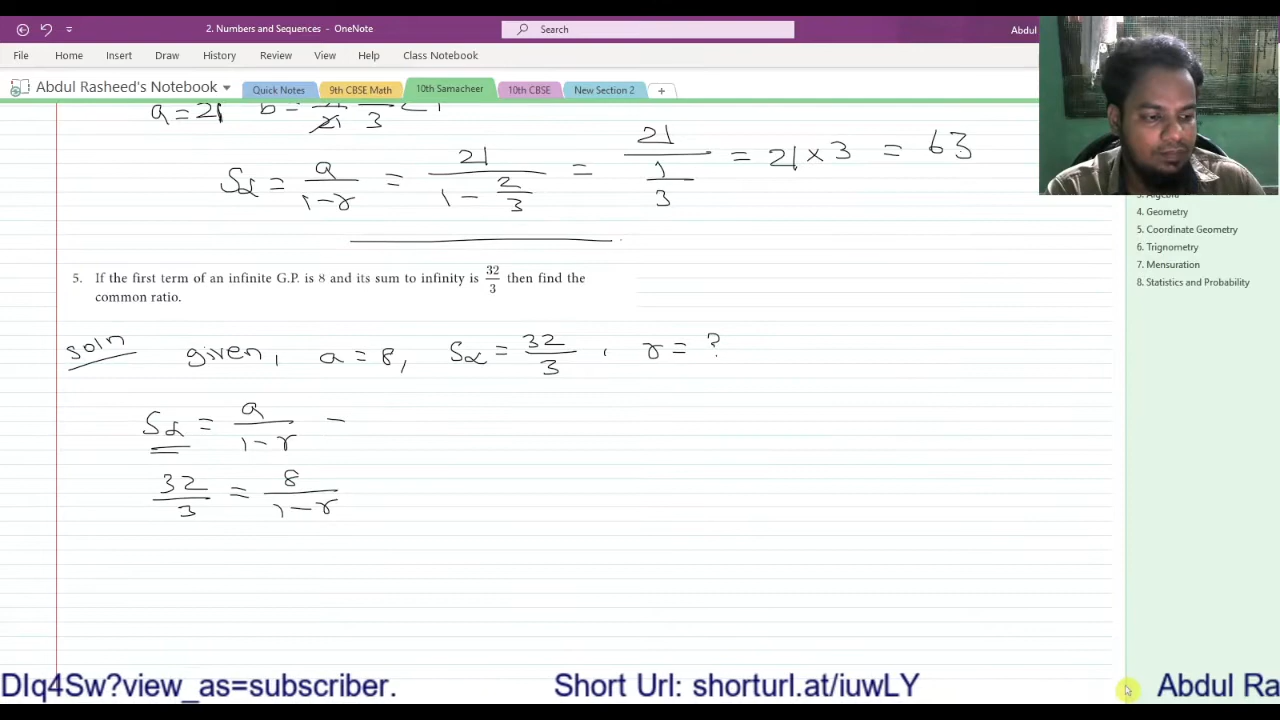 2. Numbers and Sequences - OneNote
Search
Abdul
File Home Insert Draw History Review View Help Class Notebook
Abdul Rasheed's Notebook
Quick Notes 9th CBSE Math 10th Samacheer 10th CBSE New Section 2 +
a = 21
Sα = a/1-r = 21/1 - 2/3 = 21/1/3 = 21 × 3 = 63
4. Geometry
5. Coordinate Geometry
6. Trignometry
7. Mensuration
8. Statistics and Probability
5. If the first term of an infinite G.P. is 8 and its sum to infinity is 32/3 then find the
common ratio.
soln given, a = 8, Sα = 32/3 , r = ?
Sα = a/1-r =
32/3 = 8/1-r
DIq4Sw?view_as=subscriber. Short Url: shorturl.at/iuwLY Abdul Ra